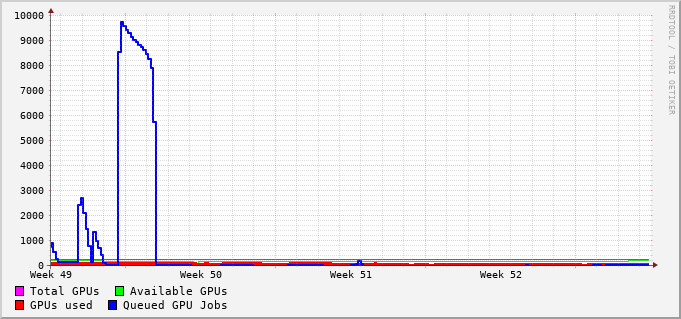 10000
9000
8000
7000
6000
5000
4000
3000
2000
1000
0
Week 49 Week 50 Week 51 Week 52
Total GPUs Available GPUs
GPUs used Queued GPU Jobs
RRDTOOL / TOBI OETIKER